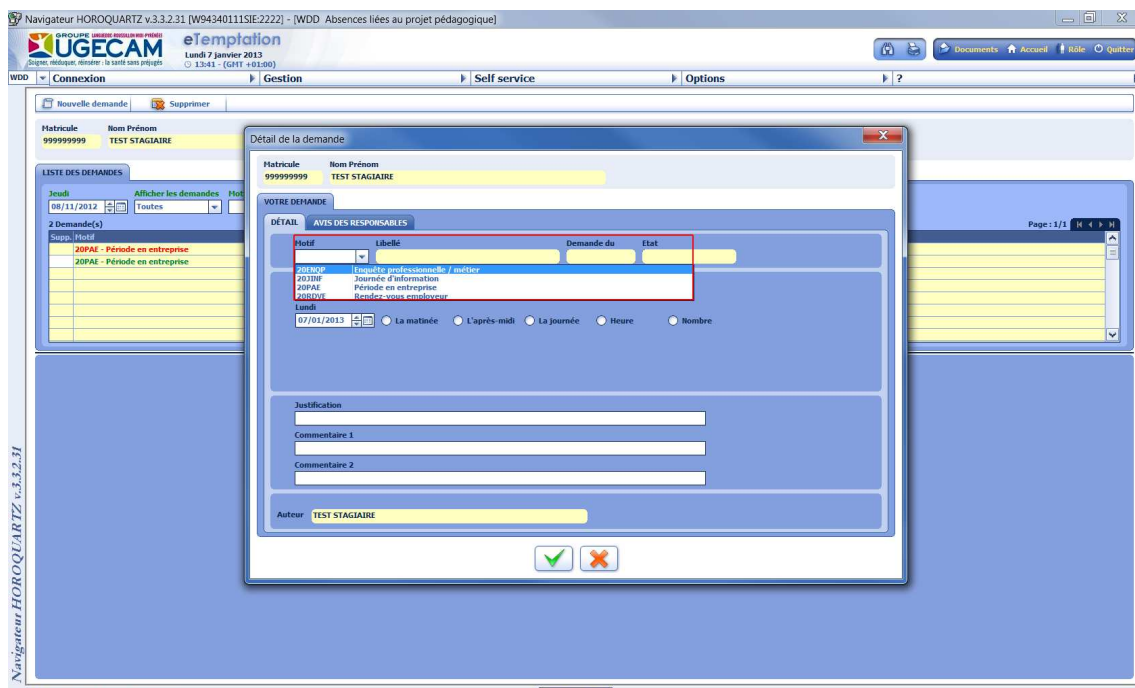 Navigateur HOROQUARTZ v.3.3.2.31 [W94340111SIE:2222] - [WDD Absences liées au projet pédagogique]
GROUPE LANGUEDOC-ROUSSILLON MIDI-PYRÉNÉES
UGECAM
Soigner, rééduquer, réinsérer : la santé sans préjugés
eTemptation
Lundi 7 janvier 2013
13:41 - (GMT +01:00)
Documents Accueil Rôle Quitter
WDD Connexion Gestion Self service Options ?
Nouvelle demande Supprimer
Matricule Nom Prénom
999999999 TEST STAGIAIRE
LISTE DES DEMANDES
Jeudi Afficher les demandes Mot
08/11/2012 Toutes
2 Demande(s) Page : 1/1
Supp. Motif
20PAE - Période en entreprise
20PAE - Période en entreprise
Détail de la demande
Matricule Nom Prénom
999999999 TEST STAGIAIRE
VOTRE DEMANDE
DÉTAIL AVIS DES RESPONSABLES
Motif Libellé Demande du Etat
20ENQP Enquête professionnelle / métier
20JINF Journée d'information
20PAE Période en entreprise
20RDVE Rendez-vous employeur
Lundi
07/01/2013 La matinée L'après-midi La journée Heure Nombre
Justification
Commentaire 1
Commentaire 2
Auteur TEST STAGIAIRE
Navigateur HOROQUARTZ v.3.3.2.31